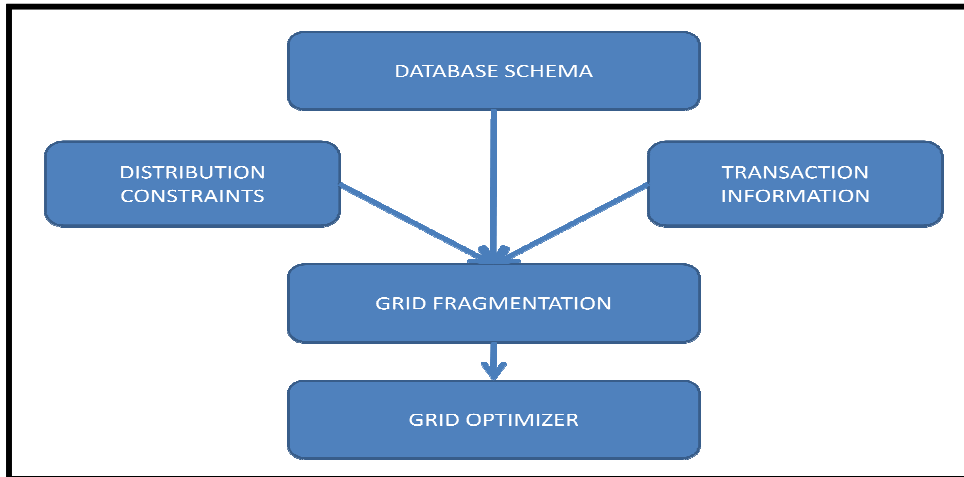 DATABASE SCHEMA
DISTRIBUTION
CONSTRAINTS
TRANSACTION
INFORMATION
GRID FRAGMENTATION
GRID OPTIMIZER